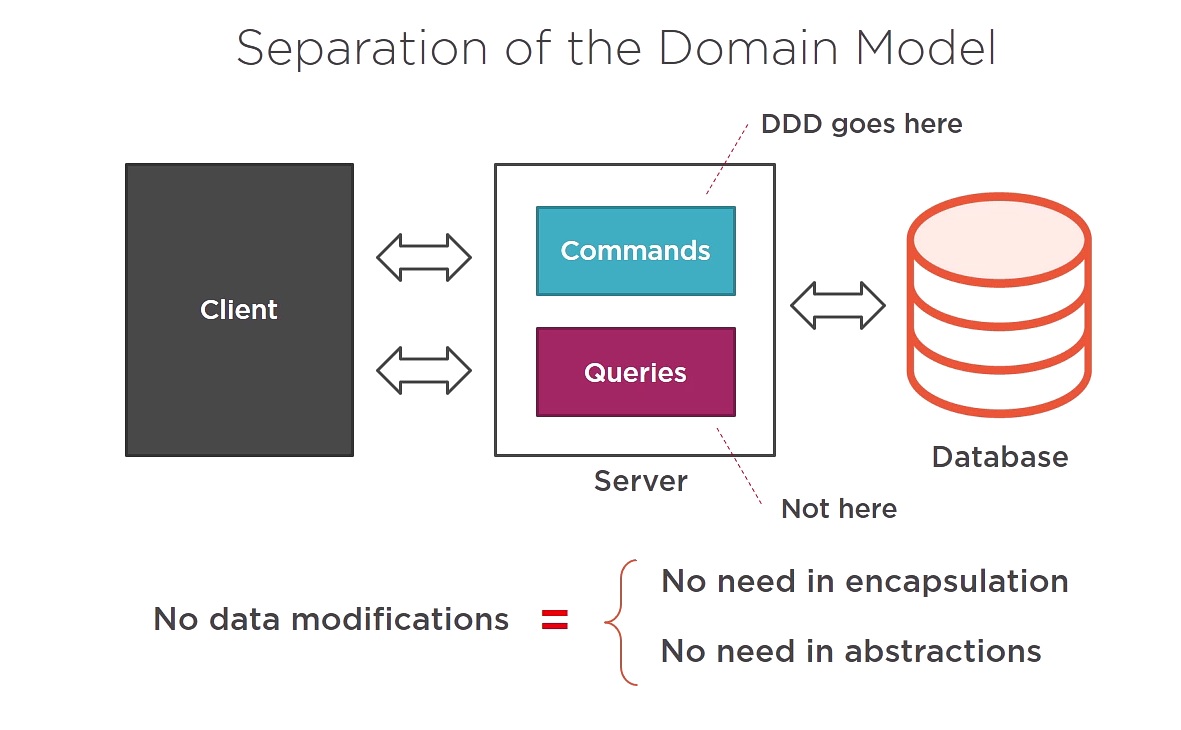 Separation of the Domain Model
DDD goes here
Client
Commands
Queries
Server
Database
Not here
No data modifications
=
No need in encapsulation
No need in abstractions